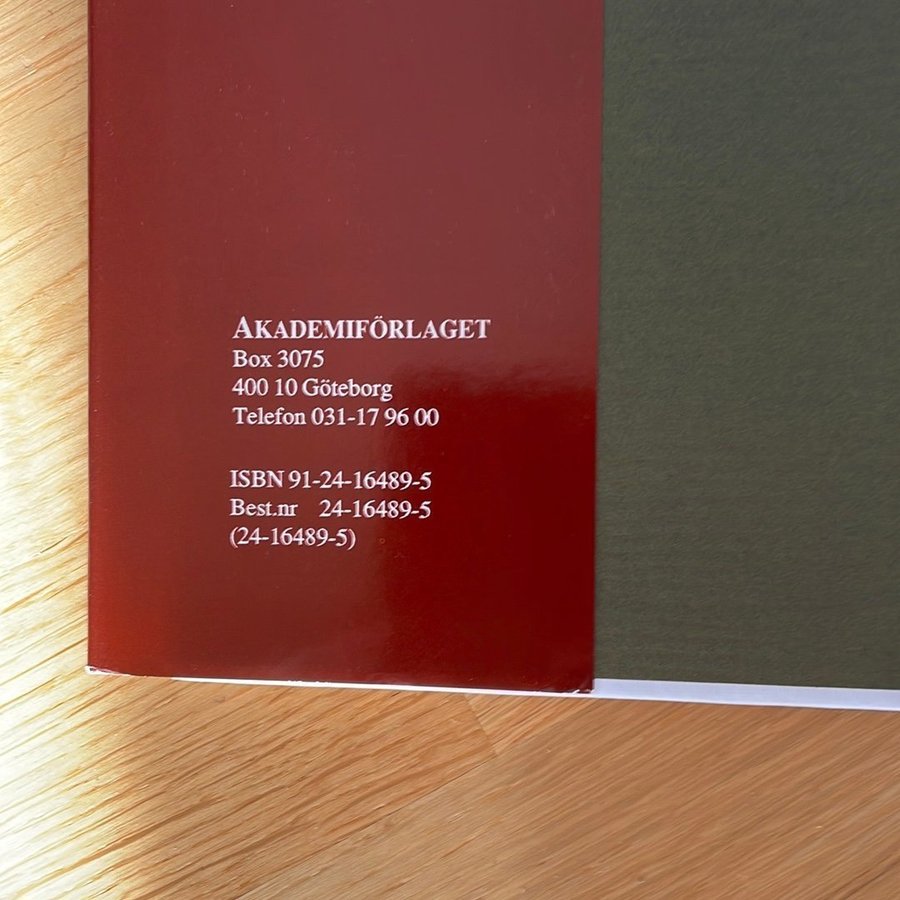 AKADEMIFÖRLAGET
Box 3075
400 10 Göteborg
Telefon 031-17 96 00
ISBN 91-24-16489-5
Best.nr 24-16489-5
(24-16489-5)